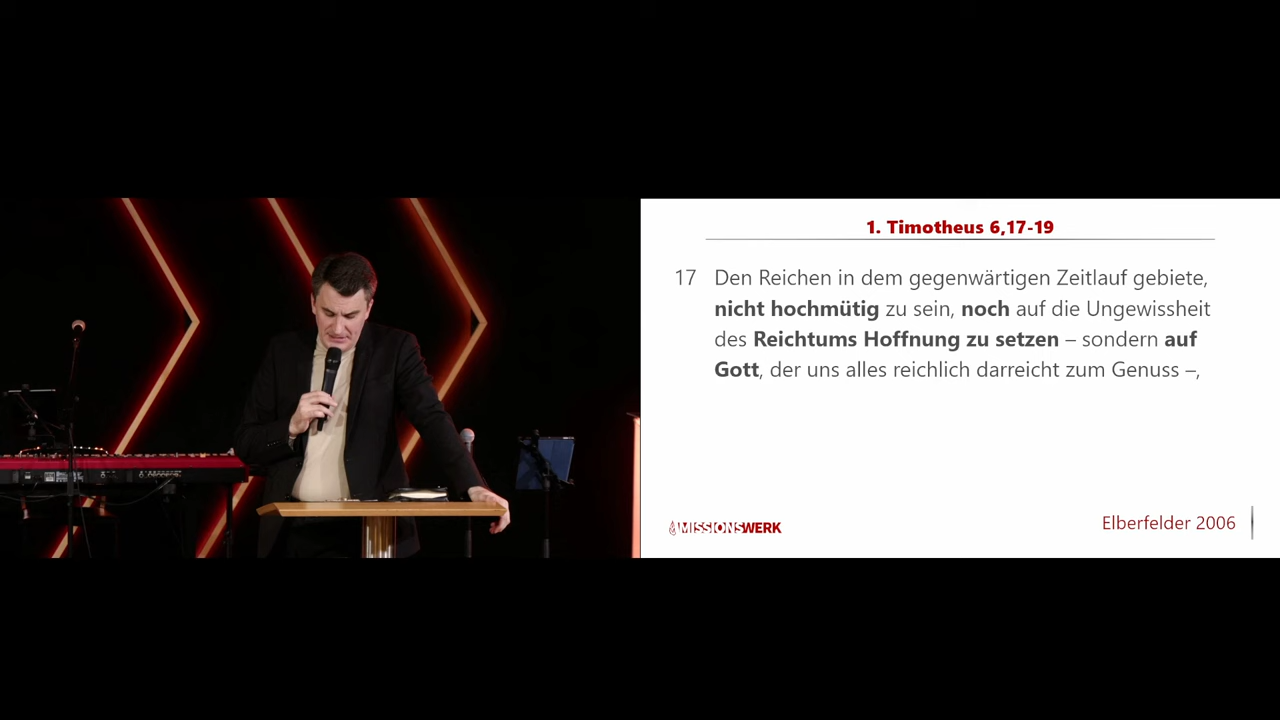 1. Timotheus 6,17-19
17 Den Reichen in dem gegenwärtigen Zeitlauf gebiete,
nicht hochmütig zu sein, noch auf die Ungewissheit
des Reichtums Hoffnung zu setzen – sondern auf
Gott, der uns alles reichlich darreicht zum Genuss –,
MISSIONSWERK
Elberfelder 2006